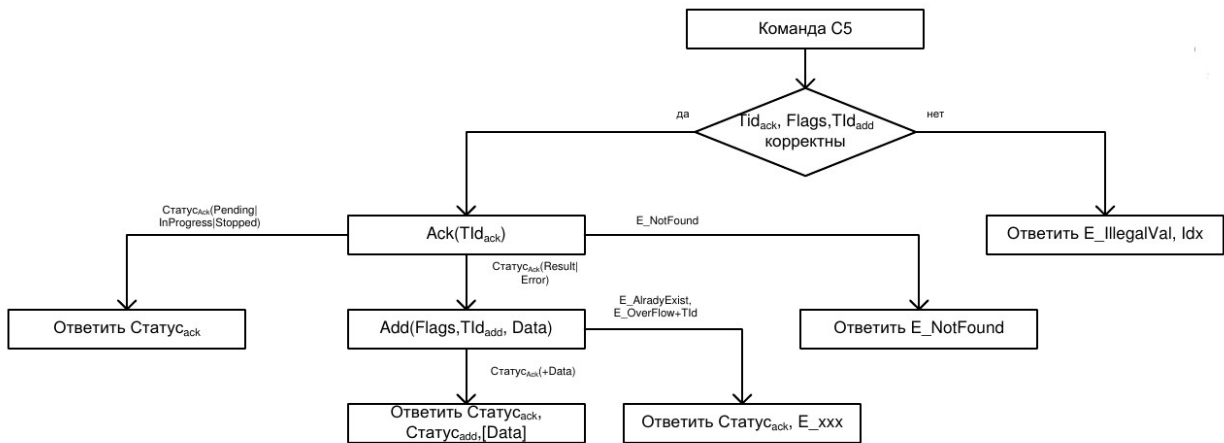 Команда C5
да
Tid_ack, Flags,TId_add
корректны
нет
Статус_Ack(Pending|
InProgress|Stopped)
Ack(TId_ack)
E_NotFound
Ответить E_IllegalVal, Idx
Статус_Ack(Result|
Error)
Ответить Статус_ack
Add(Flags,TId_add, Data)
E_AlradyExist,
E_OverFlow+TId
Ответить E_NotFound
Статус_Ack(+Data)
Ответить Статус_ack,
Статус_add,[Data]
Ответить Статус_ack, E_xxx